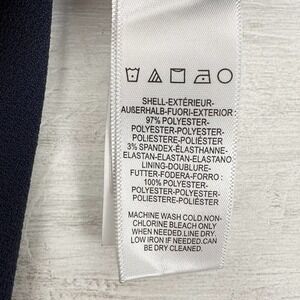 SHELL-EXTÉRIEUR-
AUßERHALB-FUORI-EXTERIOR:
97% POLYESTER-
POLYESTER-POLYESTER-
POLIESTERE-POLIÉSTER
3% SPANDEX-ÉLASTHANNE-
ELASTAN-ELASTAN-ELASTANO
LINING-DOUBLURE-
FUTTER-FODERA-FORRO :
100% POLYESTER-
POLYESTER-POLYESTER-
POLIESTERE-POLIÉSTER
MACHINE WASH COLD.NON-
CHLORINE BLEACH ONLY
WHEN NEEDED.LINE DRY.
LOW IRON IF NEEDED.CAN
BE DRY CLEANED.